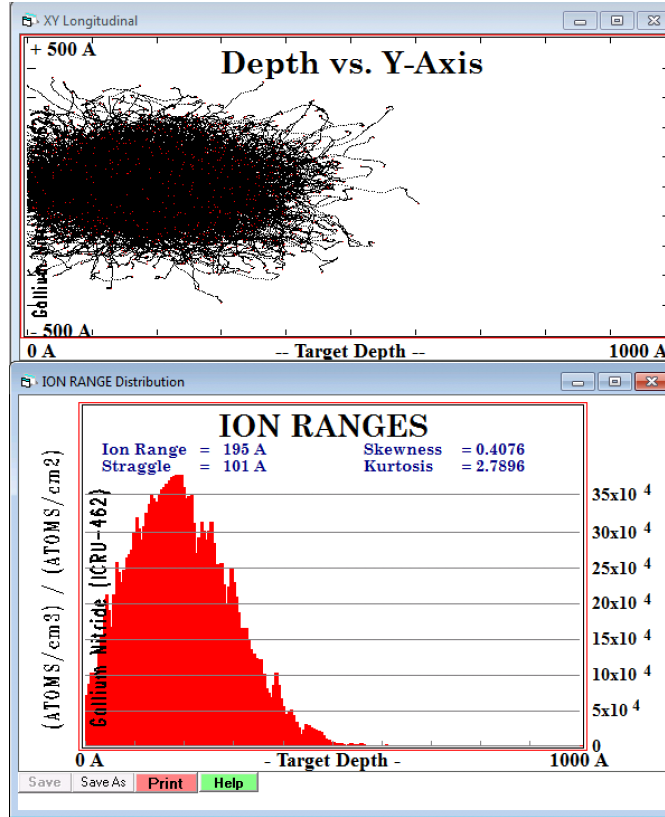 XY Longitudinal
+ 500 A
Depth vs. Y-Axis
- 500 A
0 A
-- Target Depth --
1000 A
ION RANGE Distribution
ION RANGES
Ion Range = 195 A
Skewness = 0.4076
Straggle = 101 A
Kurtosis = 2.7896
(ATOMS/cm3) / (ATOMS/cm2)
Gallium Nitride (ICRU-462)
35x10 4
30x10 4
25x10 4
20x10 4
15x10 4
10x10 4
5x10 4
0
0 A
- Target Depth -
1000 A
Save
Save As
Print
Help